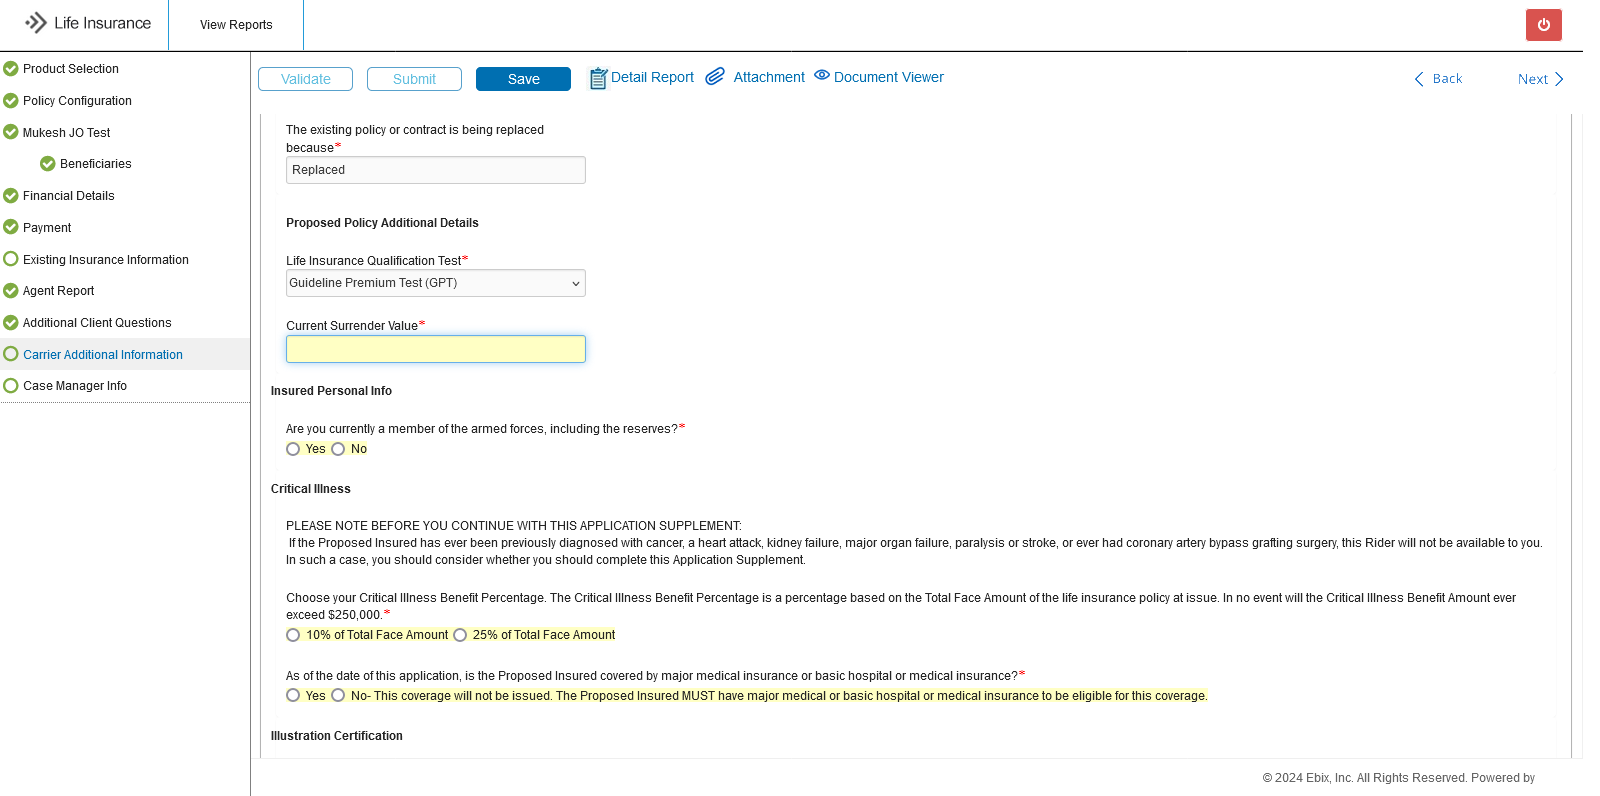 Life Insurance
View Reports
Product Selection
Policy Configuration
Mukesh JO Test
Beneficiaries
Financial Details
Payment
Existing Insurance Information
Agent Report
Additional Client Questions
Carrier Additional Information
Case Manager Info
Validate
Submit
Save
Detail Report
Attachment
Document Viewer
Back
Next
The existing policy or contract is being replaced
because*
Replaced
Proposed Policy Additional Details
Life Insurance Qualification Test*
Guideline Premium Test (GPT)
Current Surrender Value*
Insured Personal Info
Are you currently a member of the armed forces, including the reserves?*
Yes No
Critical Illness
PLEASE NOTE BEFORE YOU CONTINUE WITH THIS APPLICATION SUPPLEMENT:
If the Proposed Insured has ever been previously diagnosed with cancer, a heart attack, kidney failure, major organ failure, paralysis or stroke, or ever had coronary artery bypass grafting surgery, this Rider will not be available to you.
In such a case, you should consider whether you should complete this Application Supplement.
Choose your Critical Illness Benefit Percentage. The Critical Illness Benefit Percentage is a percentage based on the Total Face Amount of the life insurance policy at issue. In no event will the Critical Illness Benefit Amount ever
exceed $250,000.*
10% of Total Face Amount 25% of Total Face Amount
As of the date of this application, is the Proposed Insured covered by major medical insurance or basic hospital or medical insurance?*
Yes No- This coverage will not be issued. The Proposed Insured MUST have major medical or basic hospital or medical insurance to be eligible for this coverage.
Illustration Certification
© 2024 Ebix, Inc. All Rights Reserved. Powered by